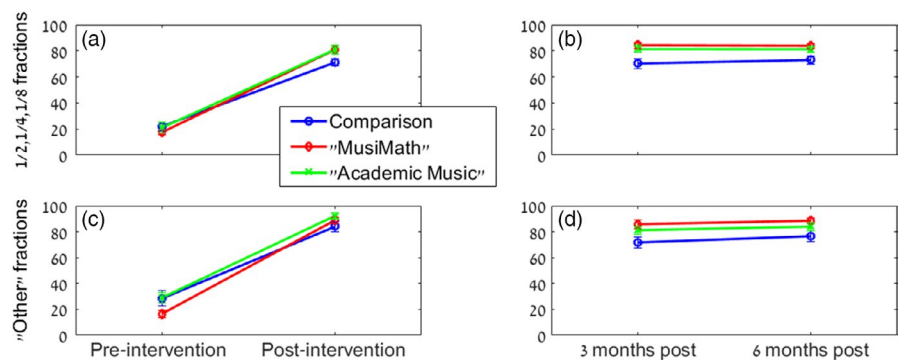 (a)
1/2,1/4,1/8 fractions
100
80
60
40
20
0
(b)
100
80
60
40
20
0
Comparison
"MusiMath"
"Academic Music"
(c)
"Other" fractions
100
80
60
40
20
0
Pre-intervention
Post-intervention
(d)
100
80
60
40
20
0
3 months post
6 months post